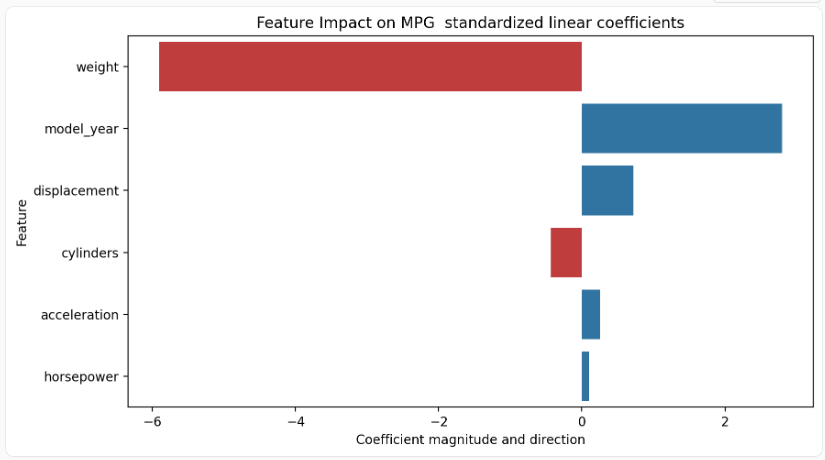 Feature Impact on MPG  standardized linear coefficients
weight
model_year
displacement
cylinders
acceleration
horsepower
Feature
−6 −4 −2 0 2
Coefficient magnitude and direction